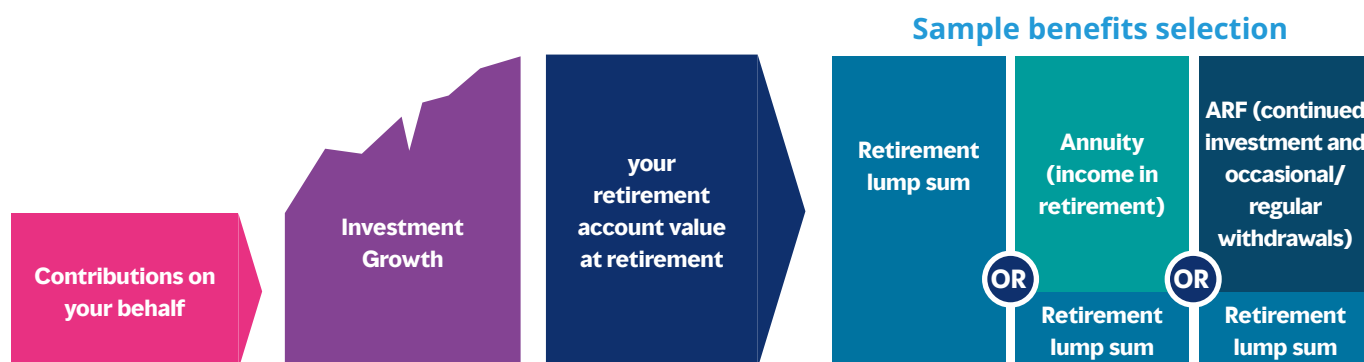 Sample benefits selection
Contributions on
your behalf
Investment
Growth
your
retirement
account value
at retirement
Retirement
lump sum
OR
Annuity
(income in
retirement)
Retirement
lump sum
OR
ARF (continued
investment and
occasional/
regular
withdrawals)
Retirement
lump sum